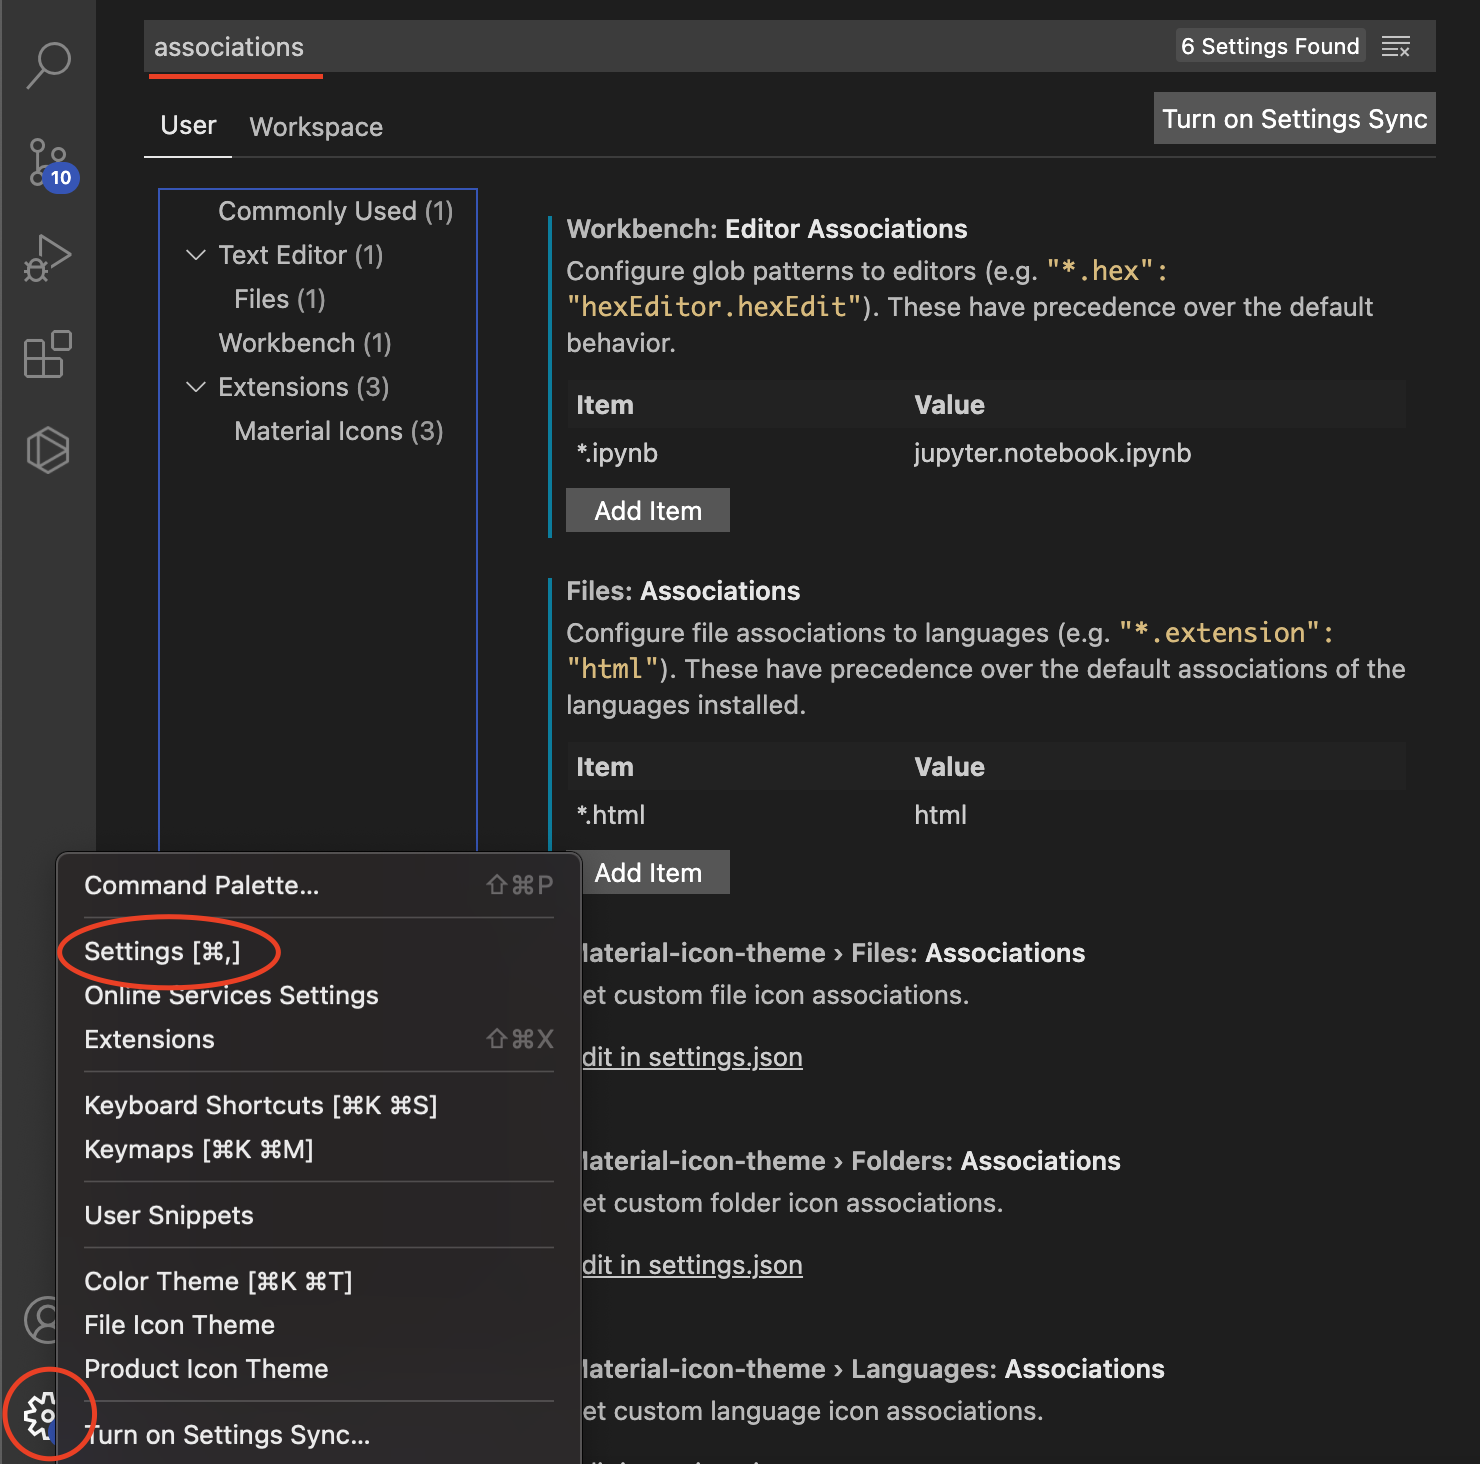 associations
6 Settings Found
User
Workspace
Turn on Settings Sync
10
Commonly Used (1)
Text Editor (1)
Files (1)
Workbench (1)
Extensions (3)
Material Icons (3)
Workbench: Editor Associations
Configure glob patterns to editors (e.g. "*.hex":
"hexEditor.hexEdit"). These have precedence over the default
behavior.
Item Value
*.ipynb jupyter.notebook.ipynb
Add Item
Files: Associations
Configure file associations to languages (e.g. "*.extension":
"html"). These have precedence over the default associations of the
languages installed.
Item Value
*.html html
Add Item
aterial-icon-theme › Files: Associations
et custom file icon associations.
dit in settings.json
aterial-icon-theme › Folders: Associations
et custom folder icon associations.
dit in settings.json
aterial-icon-theme › Languages: Associations
et custom language icon associations.
Command Palette... ⇧⌘P
Settings [⌘,]
Online Services Settings
Extensions ⇧⌘X
Keyboard Shortcuts [⌘K ⌘S]
Keymaps [⌘K ⌘M]
User Snippets
Color Theme [⌘K ⌘T]
File Icon Theme
Product Icon Theme
Turn on Settings Sync...